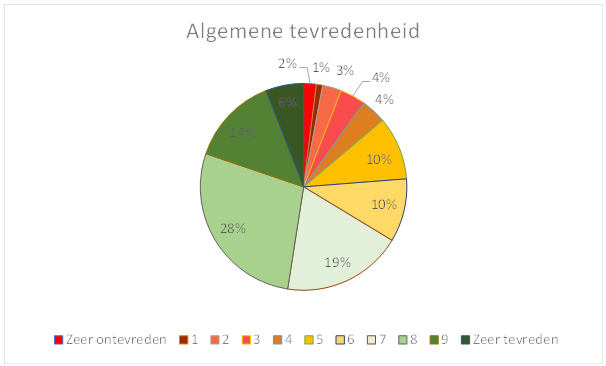 Algemene tevredenheid
2% 1% 3% 4%
4%
6%
14%
10%
10%
28%
19%
Zeer ontevreden 1 2 3 4 5 6 7 8 9 Zeer tevreden